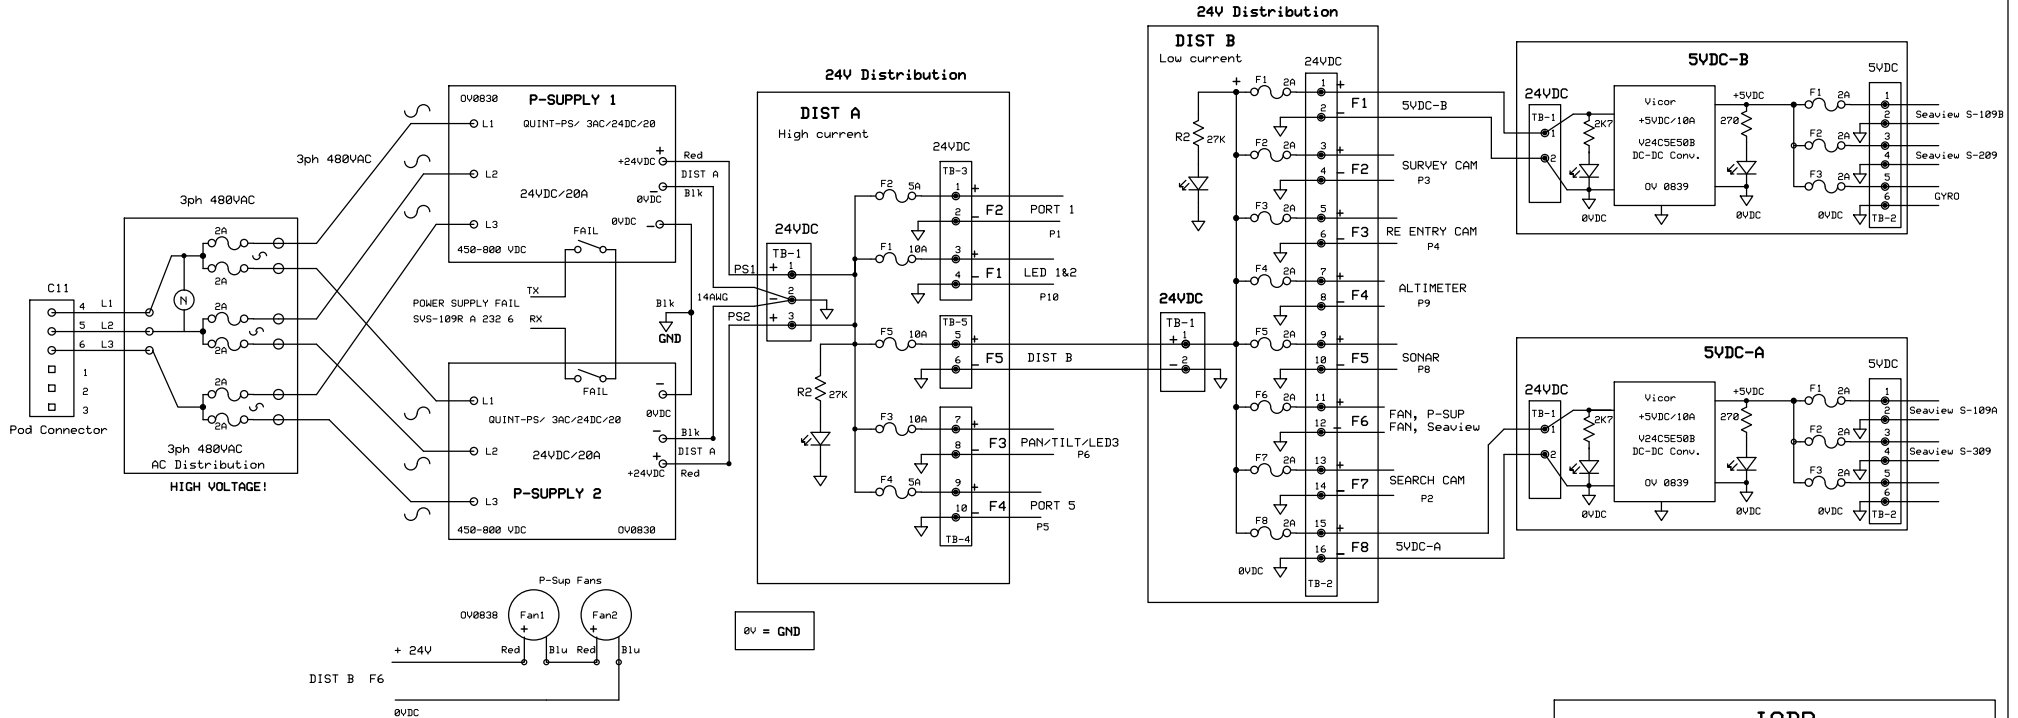 24V Distribution
DIST B
Low current
24VDC
F1 2A
1 +
2 -
F1
5VDC-B
R2
27K
F2 2A
3 +
4 -
F2
SURVEY CAM
P3
F3 2A
5 +
6 -
F3
RE ENTRY CAM
P4
F4 2A
7 +
8 -
F4
ALTIMETER
P9
24VDC
TB-1
+ 1
- 2
F5 2A
9 +
10 -
F5
SONAR
P8
F6 2A
11 +
12 -
F6
FAN, P-SUP
FAN, Seaview
F7 2A
13 +
14 -
F7
SEARCH CAM
P2
F8 2A
15 +
16 -
F8
5VDC-A
0VDC
TB-2
5VDC-B
24VDC
TB-1
1
2
2K7
0VDC
Vicor
+5VDC/10A
V24C5E50B
DC-DC Conv.
OV 0839
+5VDC
270
0VDC
5VDC
F1 2A
1
2
Seaview S-109B
F2 2A
3
4
Seaview S-209
F3 2A
5
6
GYRO
0VDC
TB-2
5VDC-A
24VDC
TB-1
1
2
2K7
0VDC
Vicor
+5VDC/10A
V24C5E50B
DC-DC Conv.
OV 0839
+5VDC
270
0VDC
5VDC
F1 2A
1
2
Seaview S-109A
F2 2A
3
4
Seaview S-309
F3 2A
5
6
0VDC
TB-2
24V Distribution
DIST A
High current
24VDC
TB-3
F2 5A
1 +
2 -
F2
PORT 1
P1
F1 10A
3 +
4 -
F1
LED 1&2
P10
24VDC
TB-1
PS1 + 1
14AWG - 2
PS2 + 3
TB-5
F5 10A
5
6
F5
DIST B
R2
27K
F3 10A
7 +
8 -
F3
PAN/TILT/LED3
P6
F4 5A
9 +
10 -
F4
PORT 5
P5
TB-4
OV0830
P-SUPPLY 1
QUINT-PS/ 3AC/24DC/20
L1
L2
L3
24VDC/20A
450-800 VDC
+
+24VDC
Red
DIST A
-
0VDC
Blk
0VDC
-
FAIL
TX
POWER SUPPLY FAIL
SVS-109R A 232 6
RX
FAIL
Blk
GND
L1
L2
L3
QUINT-PS/ 3AC/24DC/20
24VDC/20A
P-SUPPLY 2
450-800 VDC
OV0830
-
0VDC
-
Blk
DIST A
+
+24VDC
Red
3ph 480VAC
3ph 480VAC
2A
2A
N
2A
2A
2A
2A
3ph 480VAC
AC Distribution
HIGH VOLTAGE!
C11
4 L1
5 L2
6 L3
1
2
3
Pod Connector
P-Sup Fans
OV0838
Fan1
+
Fan2
+
Red
Blu
Red
Blu
+ 24V
DIST B F6
0VDC
0V = GND